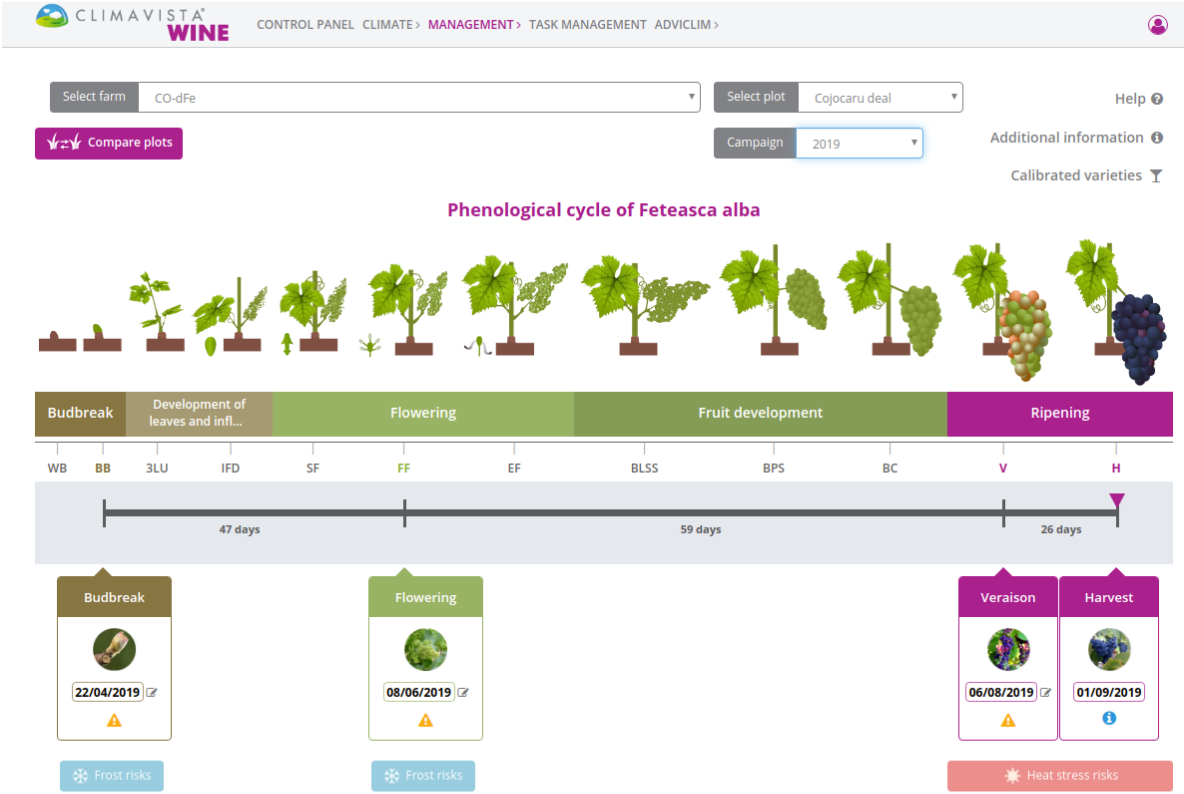 CLIMAVISTA
WINE
CONTROL PANEL CLIMATE> MANAGEMENT> TASK MANAGEMENT ADVICLIM>
Select farm CO-dFe Select plot Cojocaru deal Help
Compare plots Campaign 2019 Additional information
Calibrated varieties
Phenological cycle of Feteasca alba
Budbreak Development of leaves and infl... Flowering Fruit development Ripening
WB BB 3LU IFD SF FF EF BLSS BPS BC V H
47 days 59 days 26 days
Budbreak Flowering Veraison Harvest
22/04/2019 08/06/2019 06/08/2019 01/09/2019
Frost risks Frost risks Heat stress risks